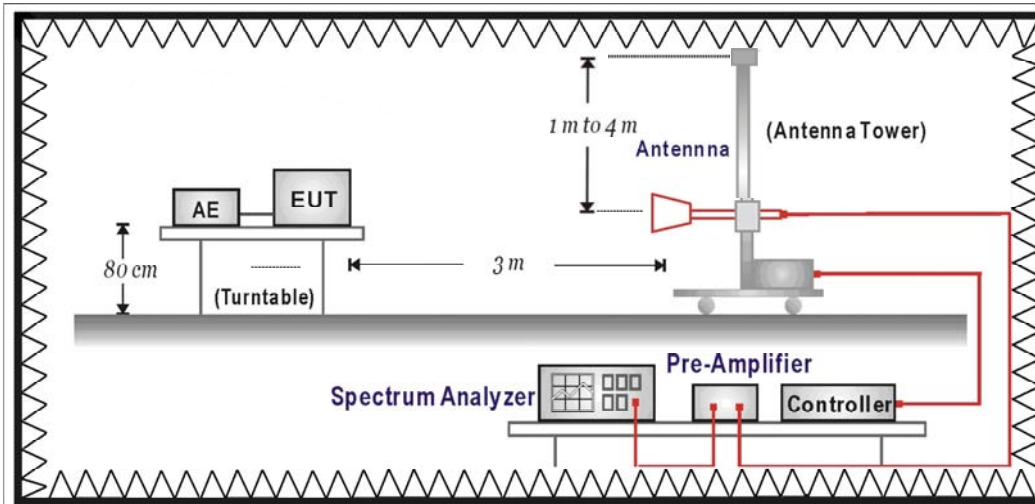 1 m to 4 m
(Antenna Tower)
Antennna
AE
EUT
80 cm
3 m
(Turntable)
Pre-Amplifier
Spectrum Analyzer
Controller